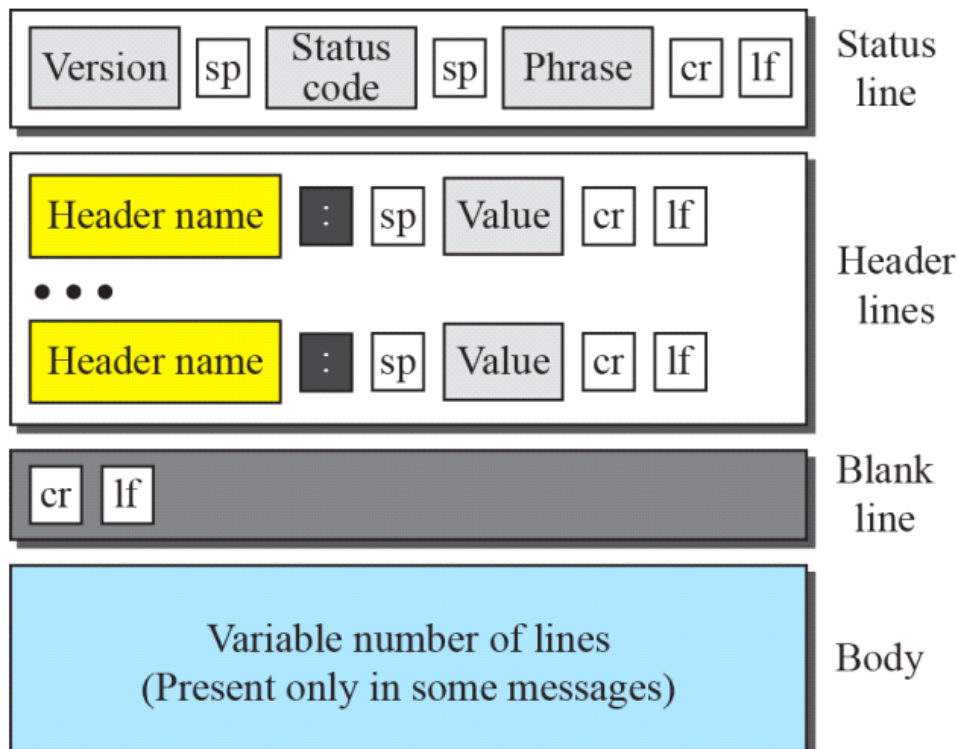 Version sp Status code sp Phrase cr lf
Status line
Header name : sp Value cr lf
Header name : sp Value cr lf
Header lines
cr lf
Blank line
Variable number of lines
(Present only in some messages)
Body